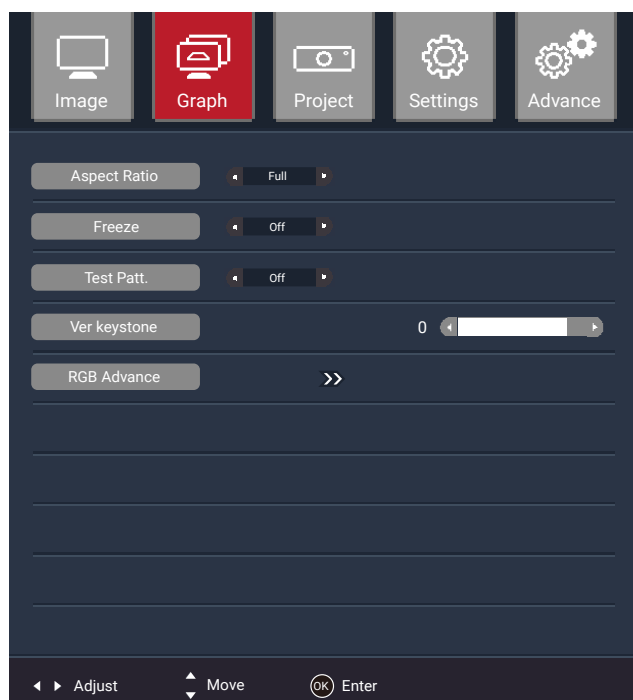 Image Graph Project Settings Advance
Aspect Ratio Full
Freeze Off
Test Patt. Off
Ver keystone 0
RGB Advance
Adjust Move OK Enter